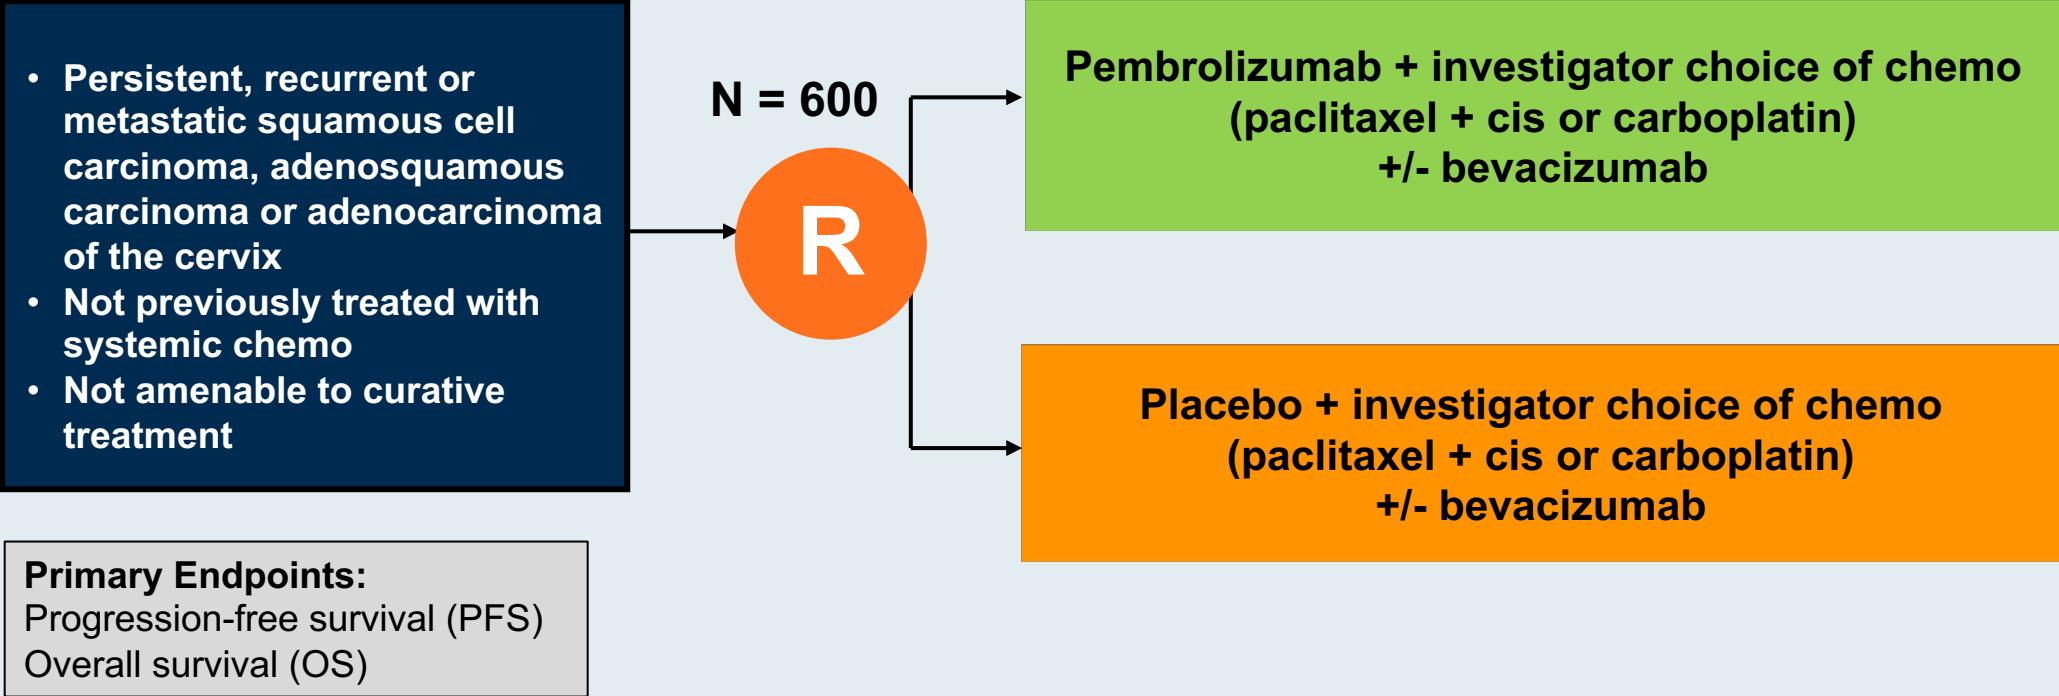 • Persistent, recurrent or
metastatic squamous cell
carcinoma, adenosquamous
carcinoma or adenocarcinoma
of the cervix
• Not previously treated with
systemic chemo
• Not amenable to curative
treatment
N = 600
R
Pembrolizumab + investigator choice of chemo
(paclitaxel + cis or carboplatin)
+/- bevacizumab
Placebo + investigator choice of chemo
(paclitaxel + cis or carboplatin)
+/- bevacizumab
Primary Endpoints:
Progression-free survival (PFS)
Overall survival (OS)